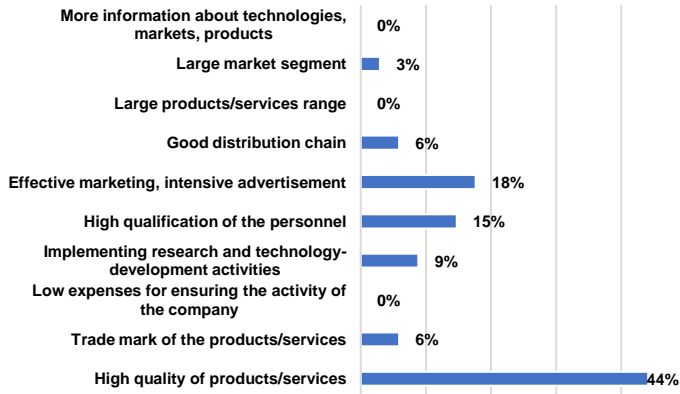 More information about technologies,
markets, products
0%
Large market segment
3%
Large products/services range
0%
Good distribution chain
6%
Effective marketing, intensive advertisement
18%
High qualification of the personnel
15%
Implementing research and technology-
development activities
9%
Low expenses for ensuring the activity of
the company
0%
Trade mark of the products/services
6%
High quality of products/services
44%